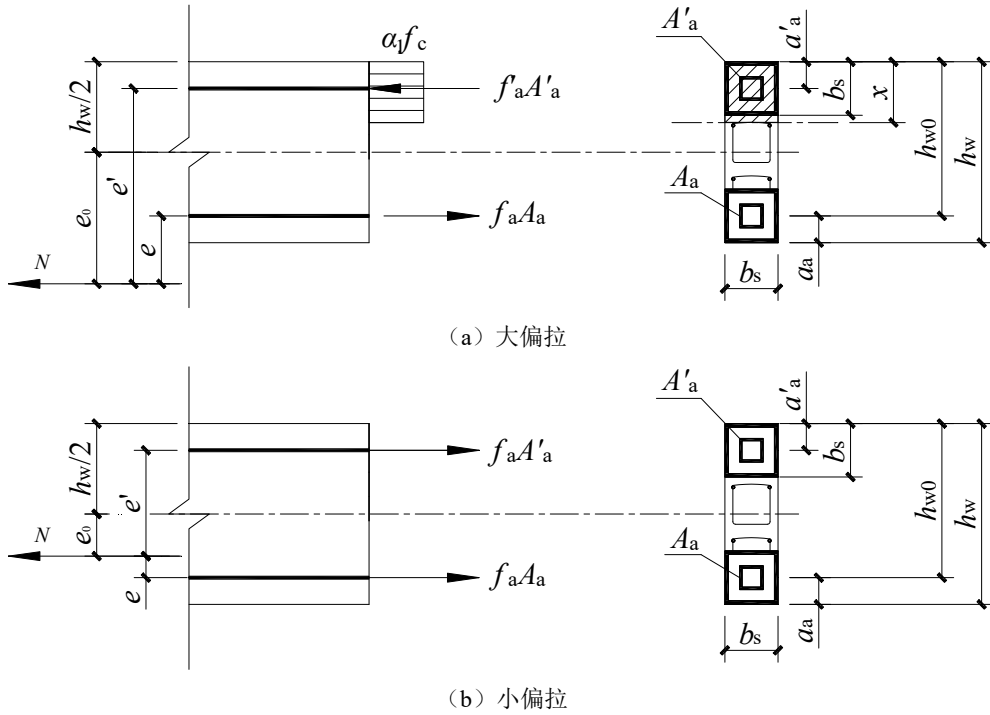 α₁f c
A'a
a'a
hw/2
f'aA'a
bs
x
e'
hw0
hw
e₀
e
Aa
faAa
N
aa
bs
（a）大偏拉
A'a
a'a
hw/2
faA'a
bs
e'
hw0
hw
e₀
N
Aa
e
faAa
aa
bs
（b）小偏拉